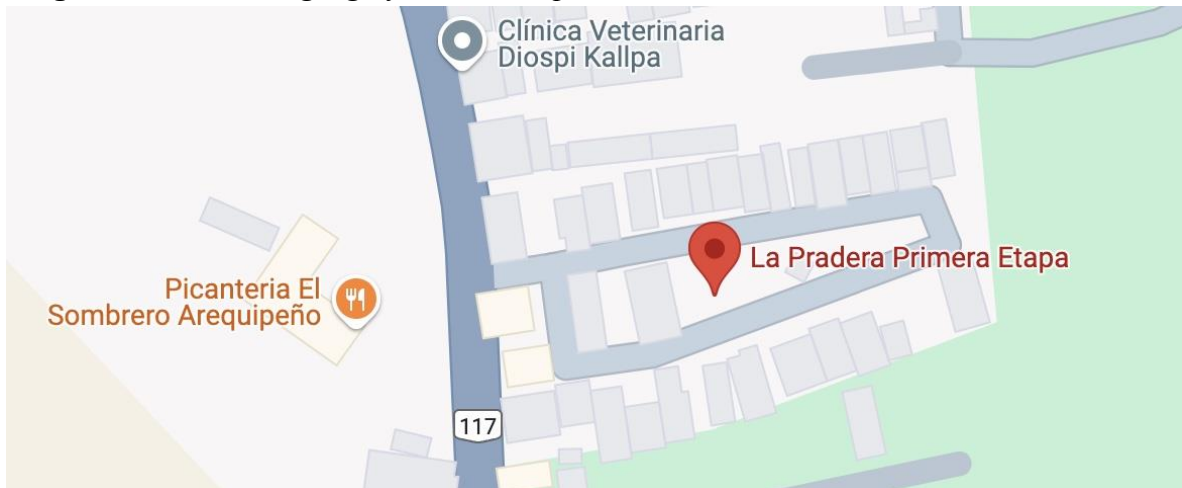 Clínica Veterinaria
Diospi Kallpa
La Pradera Primera Etapa
Picanteria El
Sombrero Arequipeño
117